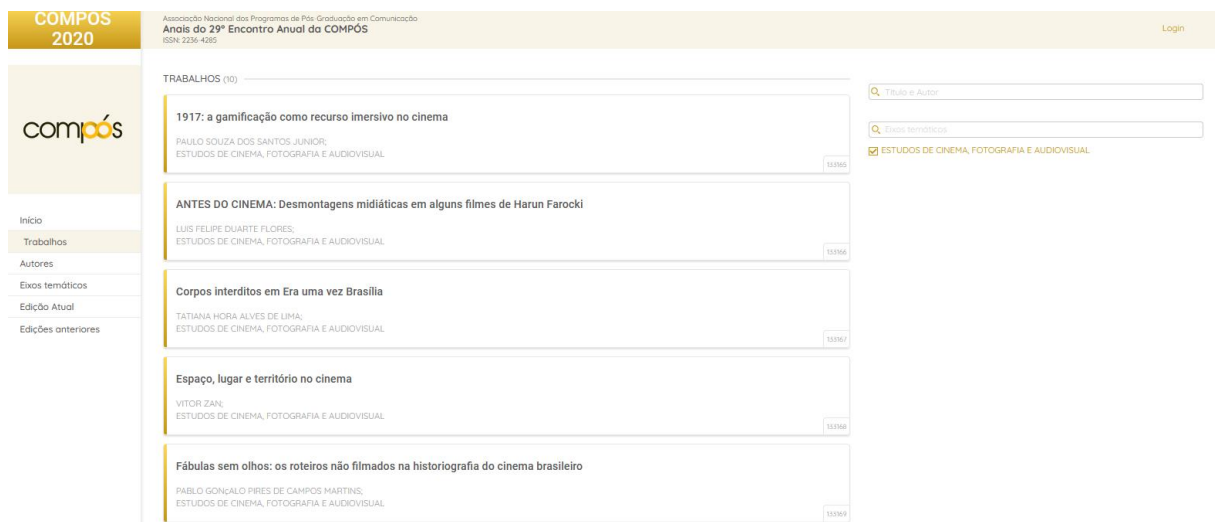 COMPÓS
2020
Associação Nacional dos Programas de Pós-Graduação em Comunicação
Anais do 29º Encontro Anual da COMPÓS
ISSN: 2236-4285
Login
compós
Início
Trabalhos
Autores
Eixos temáticos
Edição Atual
Edições anteriores
TRABALHOS (10)
1917: a gamificação como recurso imersivo no cinema
PAULO SOUZA DOS SANTOS JUNIOR;
ESTUDOS DE CINEMA, FOTOGRAFIA E AUDIOVISUAL
133165
ANTES DO CINEMA: Desmontagens midiáticas em alguns filmes de Harun Farocki
LUIS FELIPE DUARTE FLORES;
ESTUDOS DE CINEMA, FOTOGRAFIA E AUDIOVISUAL
133166
Corpos interditos em Era uma vez Brasília
TATIANA HORA ALVES DE LIMA;
ESTUDOS DE CINEMA, FOTOGRAFIA E AUDIOVISUAL
133167
Espaço, lugar e território no cinema
VITOR ZAN;
ESTUDOS DE CINEMA, FOTOGRAFIA E AUDIOVISUAL
133168
Fábulas sem olhos: os roteiros não filmados na historiografia do cinema brasileiro
PABLO GONçALO PIRES DE CAMPOS MARTINS;
ESTUDOS DE CINEMA, FOTOGRAFIA E AUDIOVISUAL
133169
Título e Autor
Eixos temáticos
ESTUDOS DE CINEMA, FOTOGRAFIA E AUDIOVISUAL